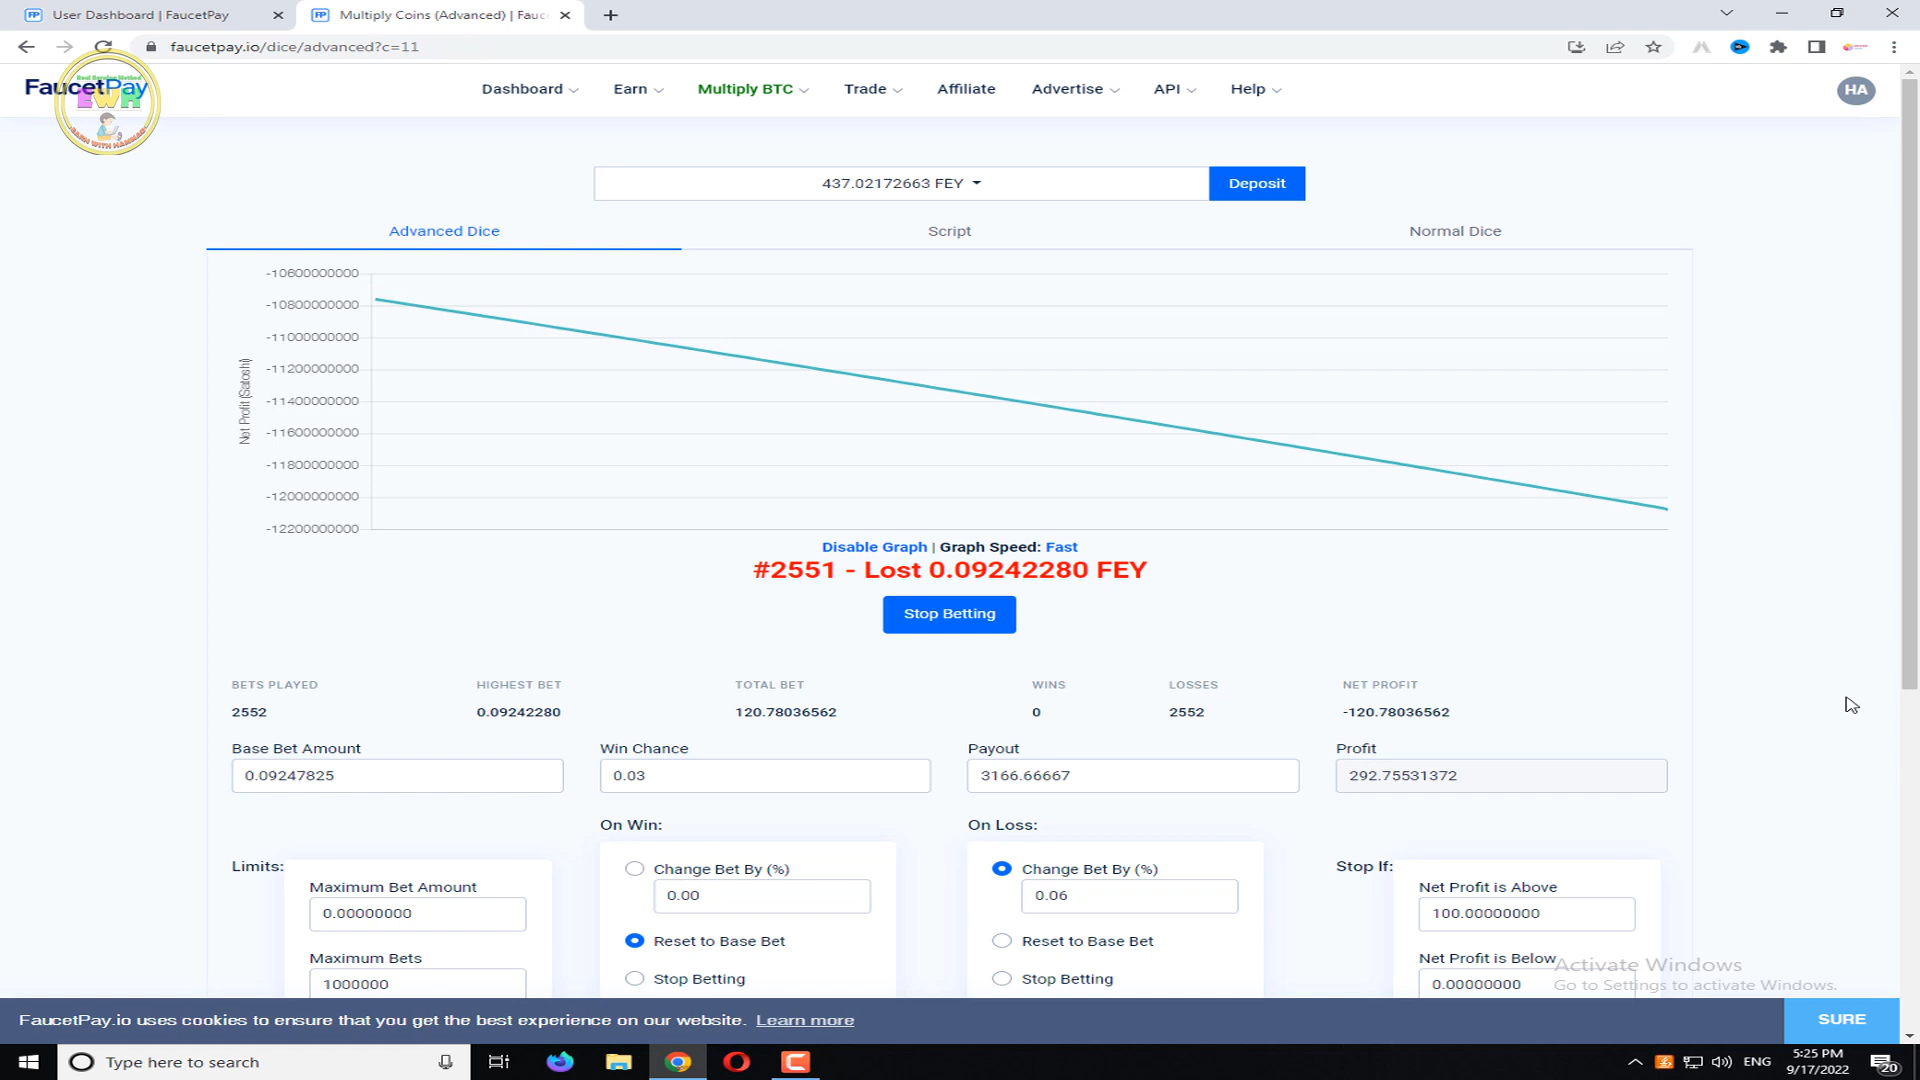 User Dashboard | FaucetPay
Multiply Coins (Advanced) | Fauc
faucetpay.io/dice/advanced?c=11
FaucetPay
Real Earning Method
EWH
EARN WITH HAMMAD
Dashboard
Earn
Multiply BTC
Trade
Affiliate
Advertise
API
Help
HA
437.02172663 FEY
Deposit
Advanced Dice
Script
Normal Dice
Net Profit (Satoshi)
-10600000000
-10800000000
-11000000000
-11200000000
-11400000000
-11600000000
-11800000000
-12000000000
-12200000000
Disable Graph | Graph Speed: Fast
#2551 - Lost 0.09242280 FEY
Stop Betting
BETS PLAYED
HIGHEST BET
TOTAL BET
WINS
LOSSES
NET PROFIT
2552
0.09242280
120.78036562
0
2552
-120.78036562
Base Bet Amount
Win Chance
Payout
Profit
0.09247825
0.03
3166.66667
292.75531372
On Win:
On Loss:
Limits:
Stop If:
Maximum Bet Amount
0.00000000
Maximum Bets
1000000
Change Bet By (%)
0.00
Reset to Base Bet
Stop Betting
Change Bet By (%)
0.06
Reset to Base Bet
Stop Betting
Net Profit is Above
100.00000000
Net Profit is Below
0.00000000
Activate Windows
Go to Settings to activate Windows.
FaucetPay.io uses cookies to ensure that you get the best experience on our website. Learn more
SURE
Type here to search
ENG
5:25 PM
9/17/2022
20